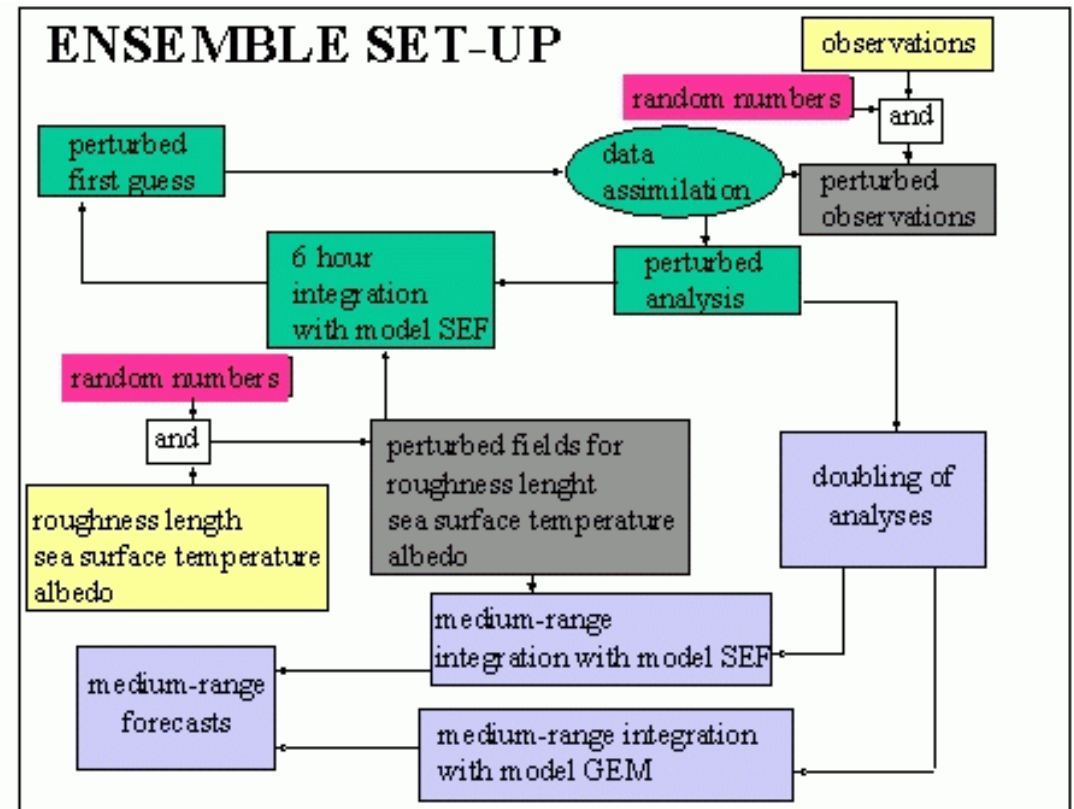 ENSEMBLE SET-UP
observations
random numbers
and
perturbed
first guess
data
assimilation
perturbed
observations
6 hour
integration
with model SEF
perturbed
analysis
random numbers
and
perturbed fields for
roughness lenght
sea surface temperature
albedo
doubling of
analyses
roughness length
sea surface temperature
albedo
medium-range
integration with model SEF
medium-range
forecasts
medium-range integration
with model GEM